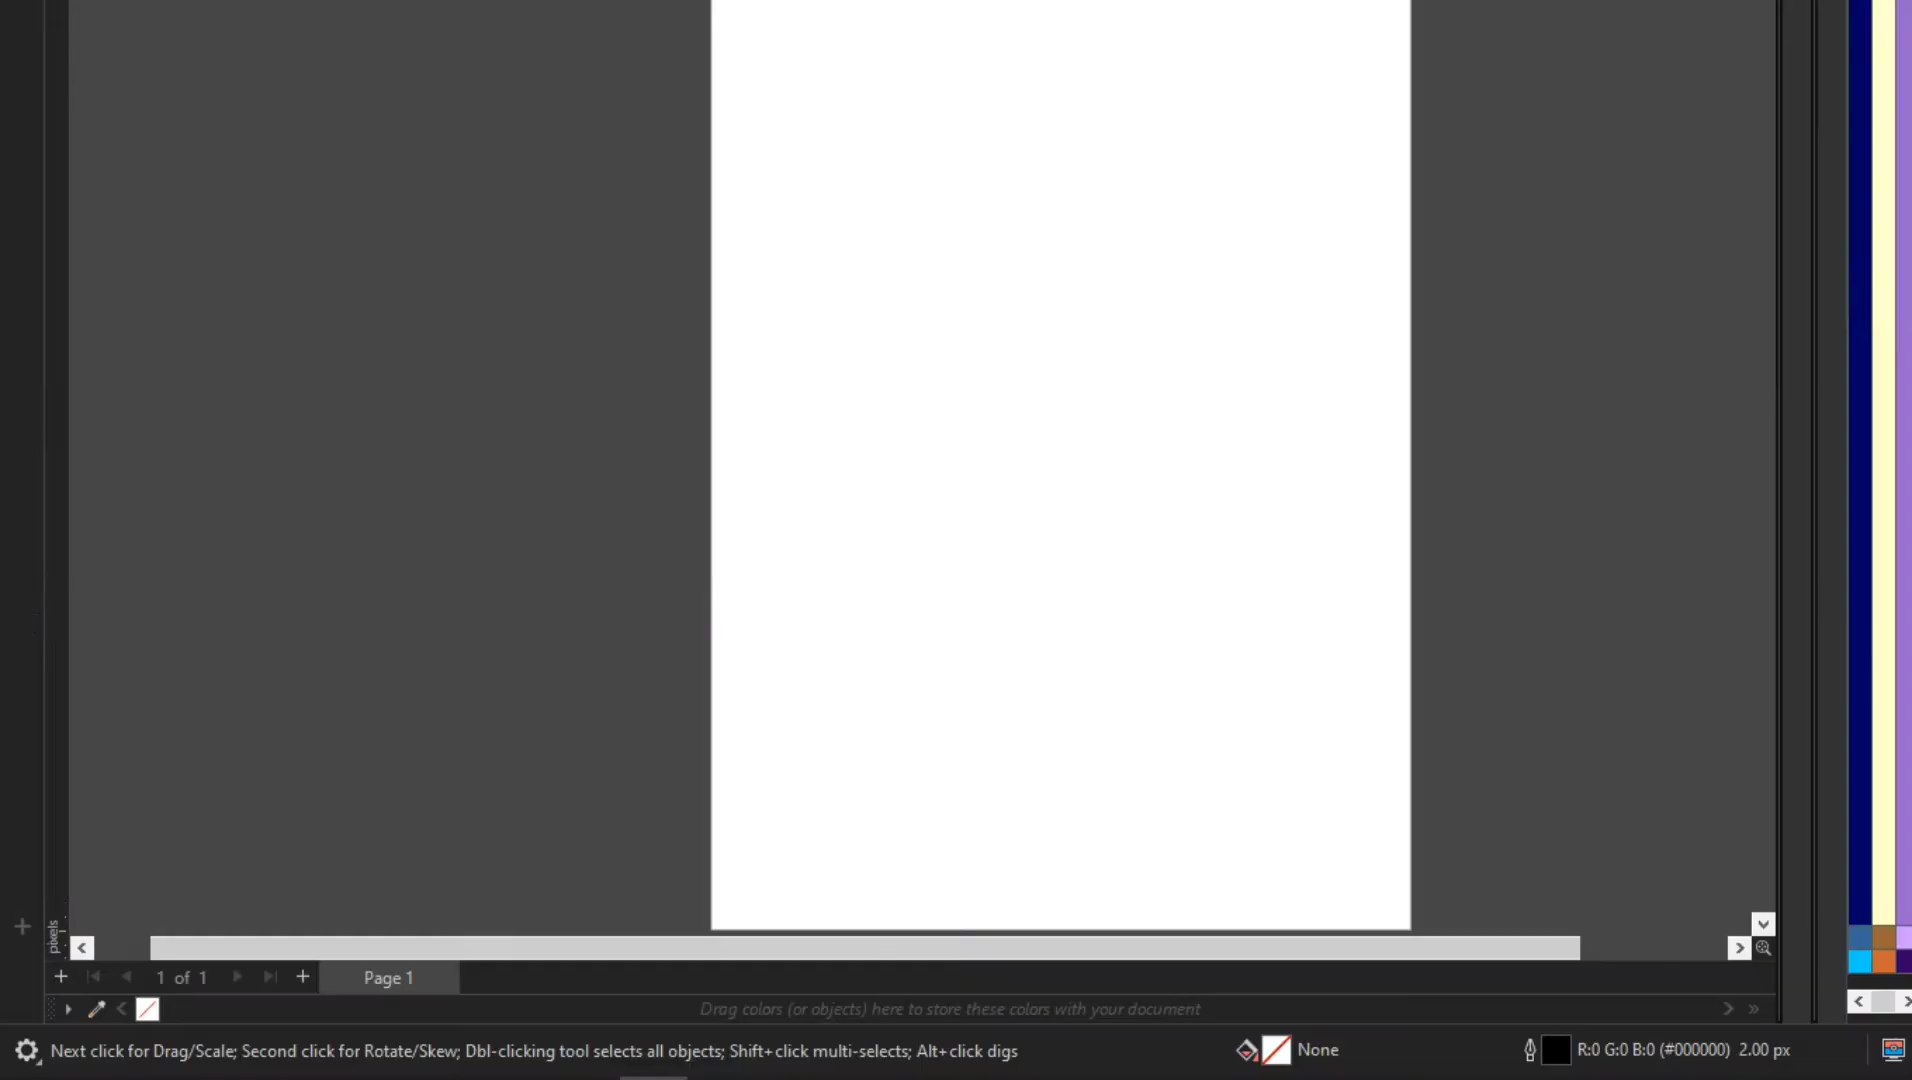 pixels
1 of 1
Page 1
Drag colors (or objects) here to store these colors with your document
Next click for Drag/Scale; Second click for Rotate/Skew; Dbl-clicking tool selects all objects; Shift+click multi-selects; Alt+click digs
None
R:0 G:0 B:0 (#000000) 2.00 px